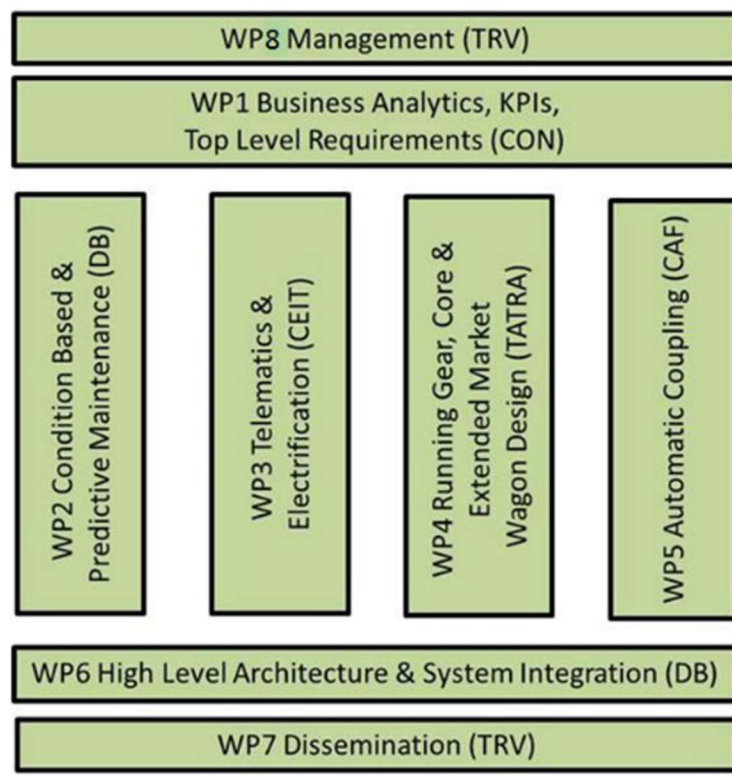 WP8 Management (TRV)
WP1 Business Analytics, KPIs,
Top Level Requirements (CON)
WP2 Condition Based &
Predictive Maintenance (DB)
WP3 Telematics &
Electrification (CEIT)
WP4 Running Gear, Core &
Extended Market
Wagon Design (TATRA)
WP5 Automatic Coupling (CAF)
WP6 High Level Architecture & System Integration (DB)
WP7 Dissemination (TRV)